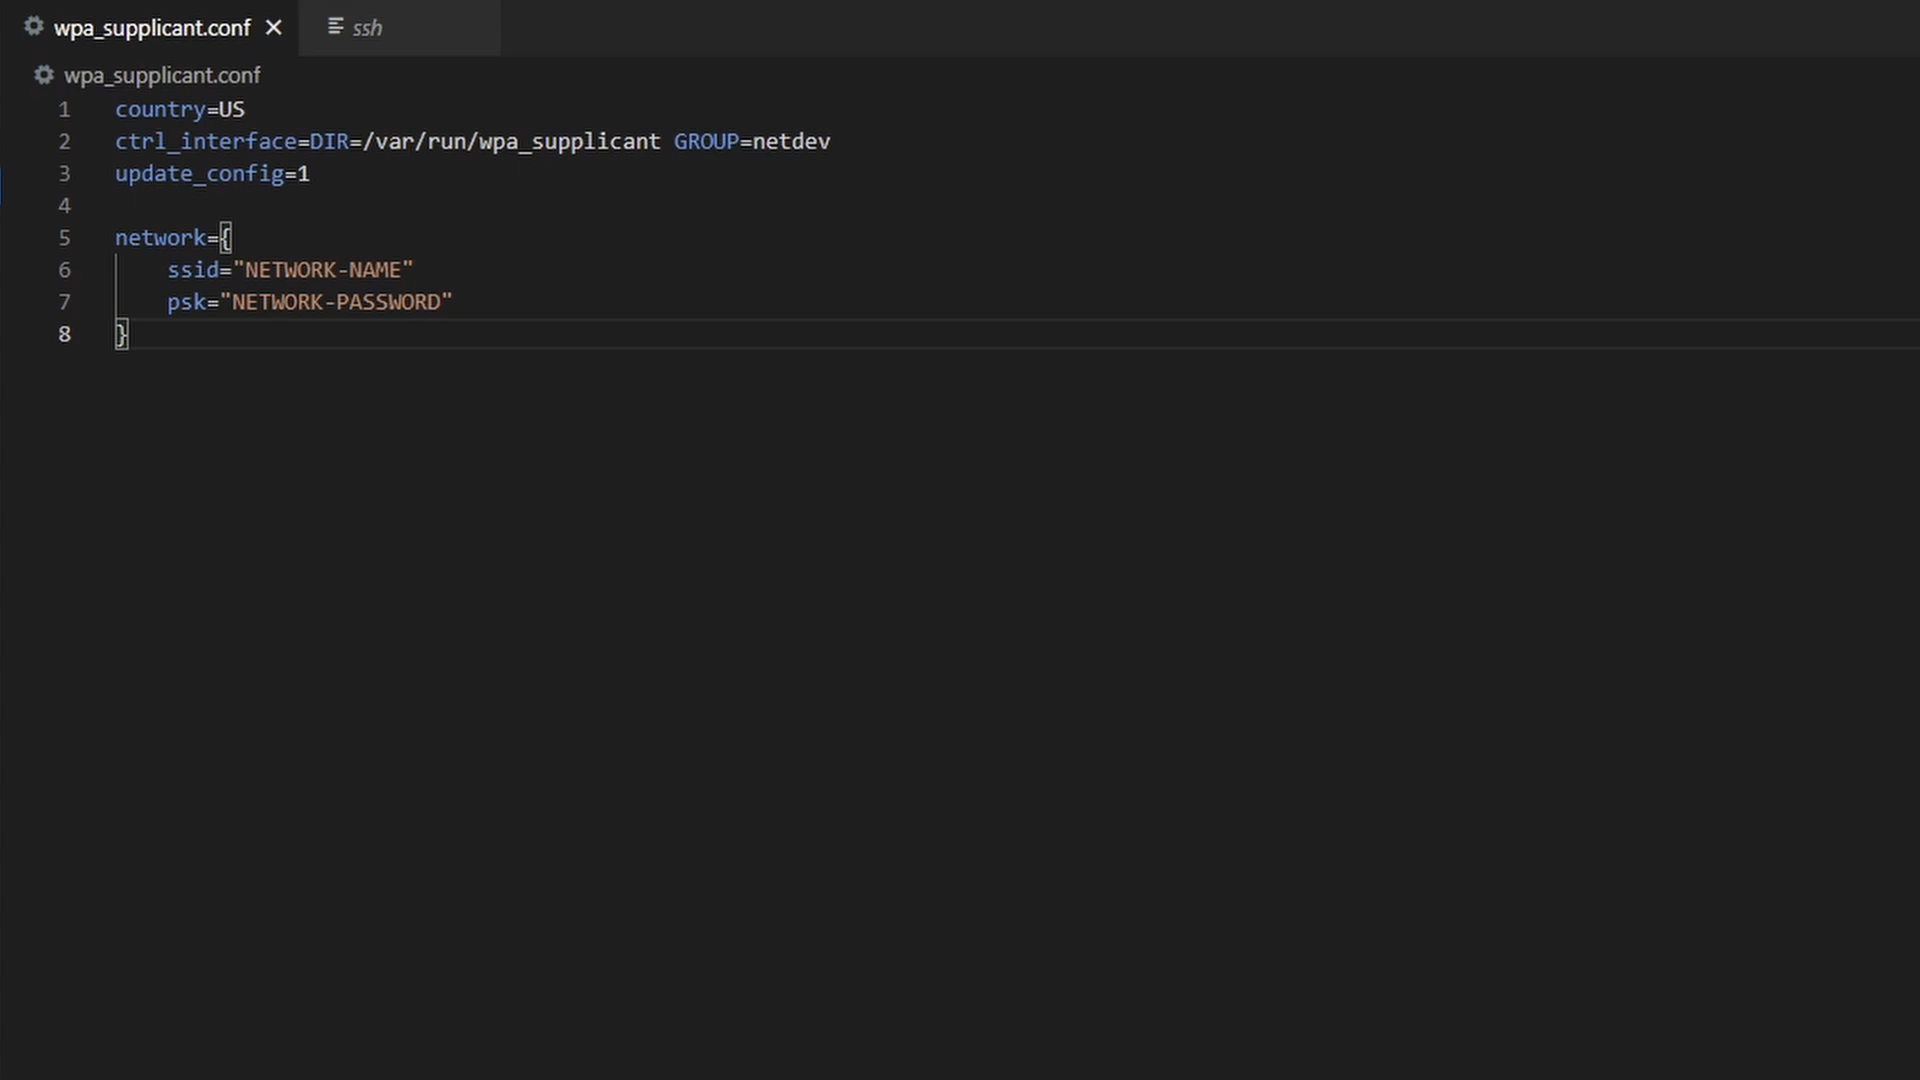 wpa_supplicant.conf ssh
wpa_supplicant.conf
1 country=US
2 ctrl_interface=DIR=/var/run/wpa_supplicant GROUP=netdev
3 update_config=1
4
5 network={
6     ssid="NETWORK-NAME"
7     psk="NETWORK-PASSWORD"
8 }